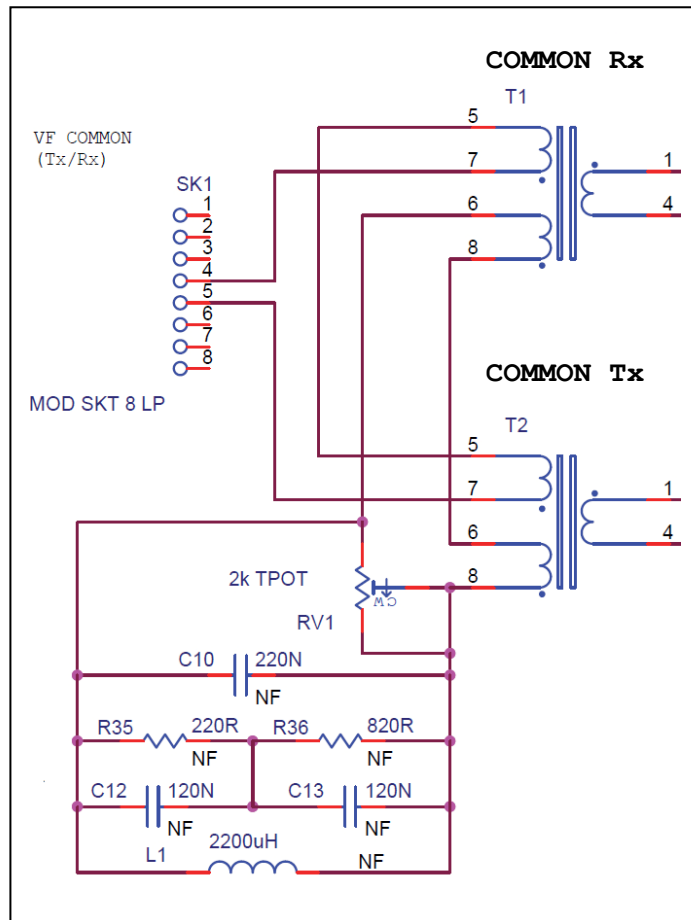 COMMON Rx
T1
VF COMMON
(Tx/Rx)
SK1
1
2
3
4
5
6
7
8
5
7
6
8
1
4
MOD SKT 8 LP
COMMON Tx
T2
5
7
6
8
1
4
2k TPOT
CW
RV1
C10 220N
NF
R35 220R
NF
R36 820R
NF
C12 120N
NF
C13 120N
NF
L1 2200uH
NF